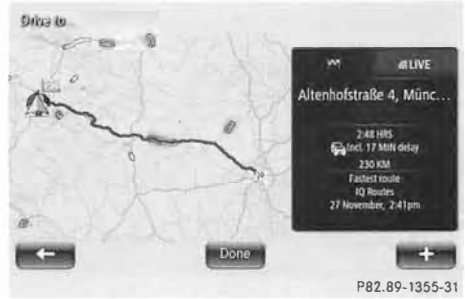 Drive to
LIVE
Altenhofstraße 4, Münc...
2:48 HRS
Incl. 17 MIN delay
230 KM
Fastest route
IQ Routes
27 November, 2:41pm
Done
P82.89-1355-31